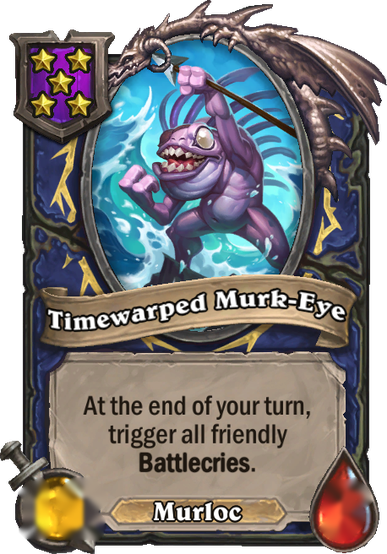 Timewarped Murk-Eye
At the end of your turn,
trigger all friendly
Battlecries.
Murloc